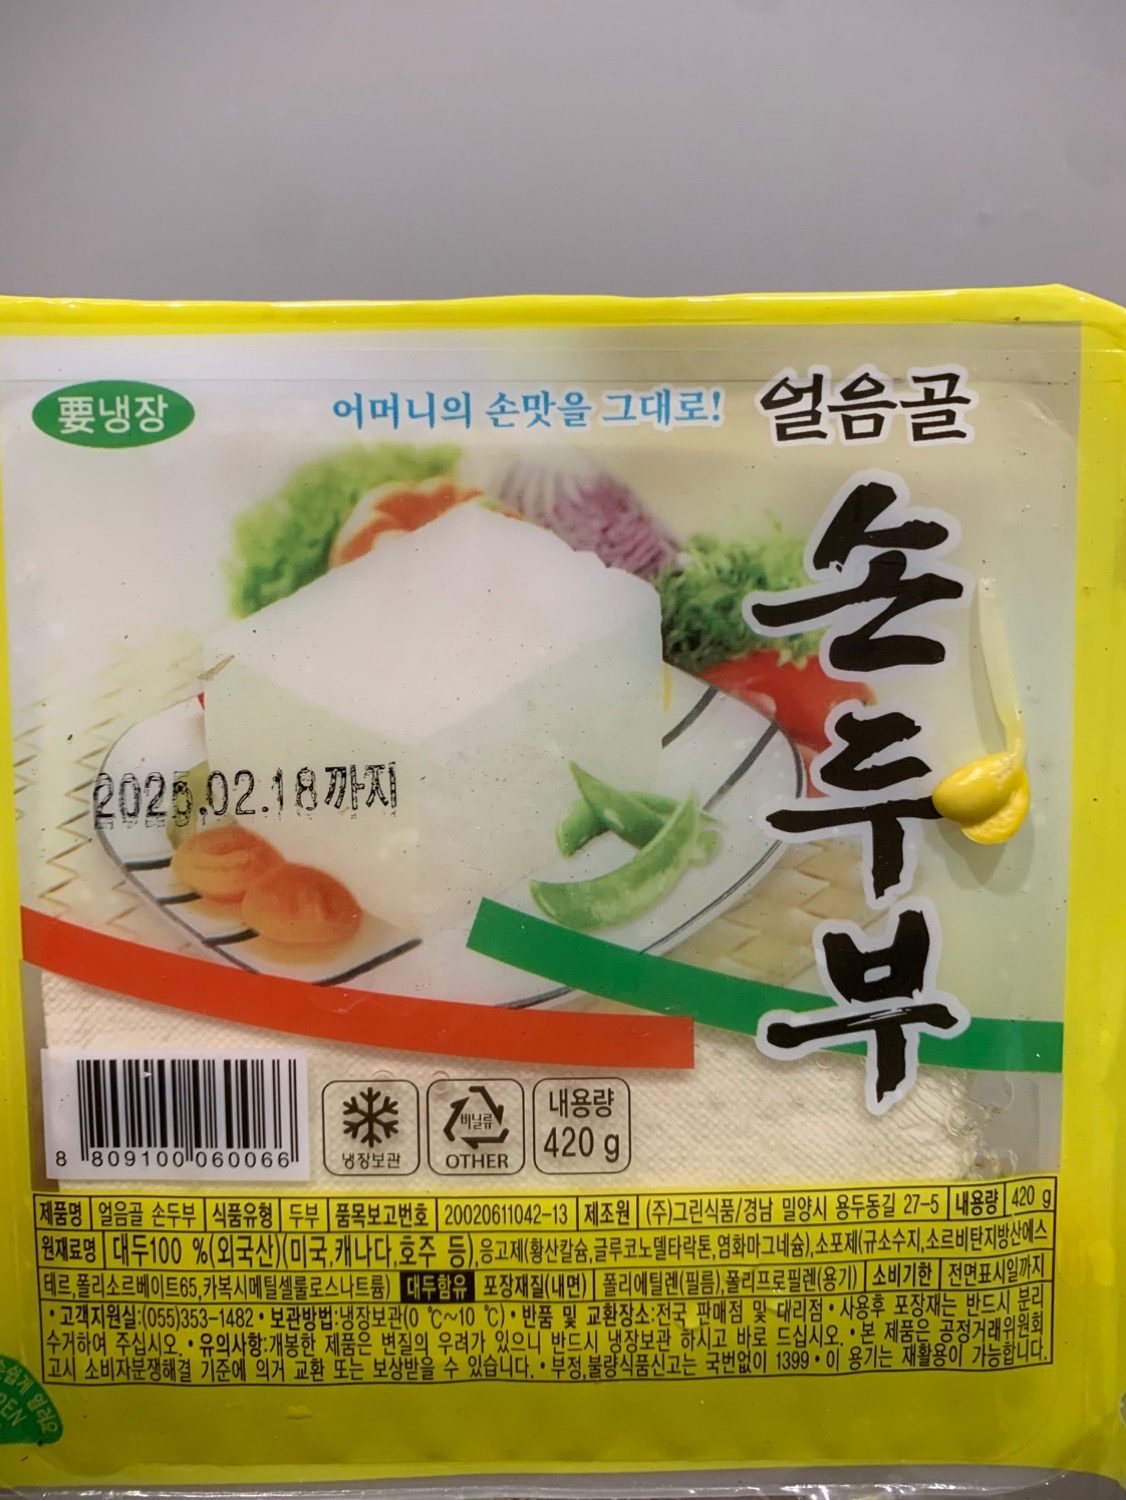 要냉장
어머니의 손맛을 그대로!
얼음골
손두부
2025.02.18까지
8 809100 060066
냉장보관
비닐류
OTHER
내용량
420 g
제품명 얼음골 손두부 식품유형 두부 품목보고번호 20020611042-13 제조원 (주)그린식품/경남 밀양시 용두동길 27-5 내용량 420 g
원재료명 대두100 %(외국산)(미국,캐나다,호주 등),응고제(황산칼슘,글루코노델타락톤,염화마그네슘),소포제(규소수지,소르비탄지방산에스
테르,폴리소르베이트65,카복시메틸셀룰로스나트륨) 대두함유 포장재질(내면) 폴리에틸렌(필름),폴리프로필렌(용기) 소비기한 전면표시일까지
•고객지원실:(055)353-1482•보관방법:냉장보관(0 ℃~10 ℃)•반품 및 교환장소:전국 판매점 및 대리점•사용후 포장재는 반드시 분리
수거하여 주십시오.•유의사항:개봉한 제품은 변질의 우려가 있으니 반드시 냉장보관 하시고 바로 드십시오.•본 제품은 공정거래위원회
고시 소비자분쟁해결 기준에 의거 교환 또는 보상받을 수 있습니다.•부정,불량식품신고는 국번없이 1399•이 용기는 재활용이 가능합니다.